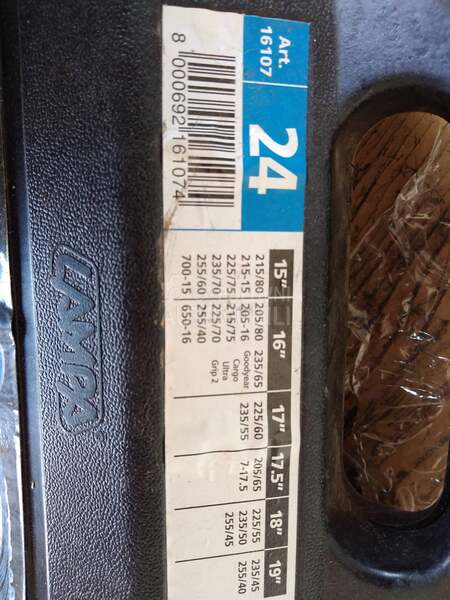 Art.
16107
24
8 000692 161074
LAMPA
15" 16" 17" 17.5" 18" 19"
215/80 205/80 235/65 225/60 205/65 225/55 235/45
215-15 205-16 Goodyear 235/55 7-17.5 235/50 255/40
225/75 215/75 Cargo 255/45
235/70 225/70 Ultra
255/60 255/40 Grip 2
700-15 650-16